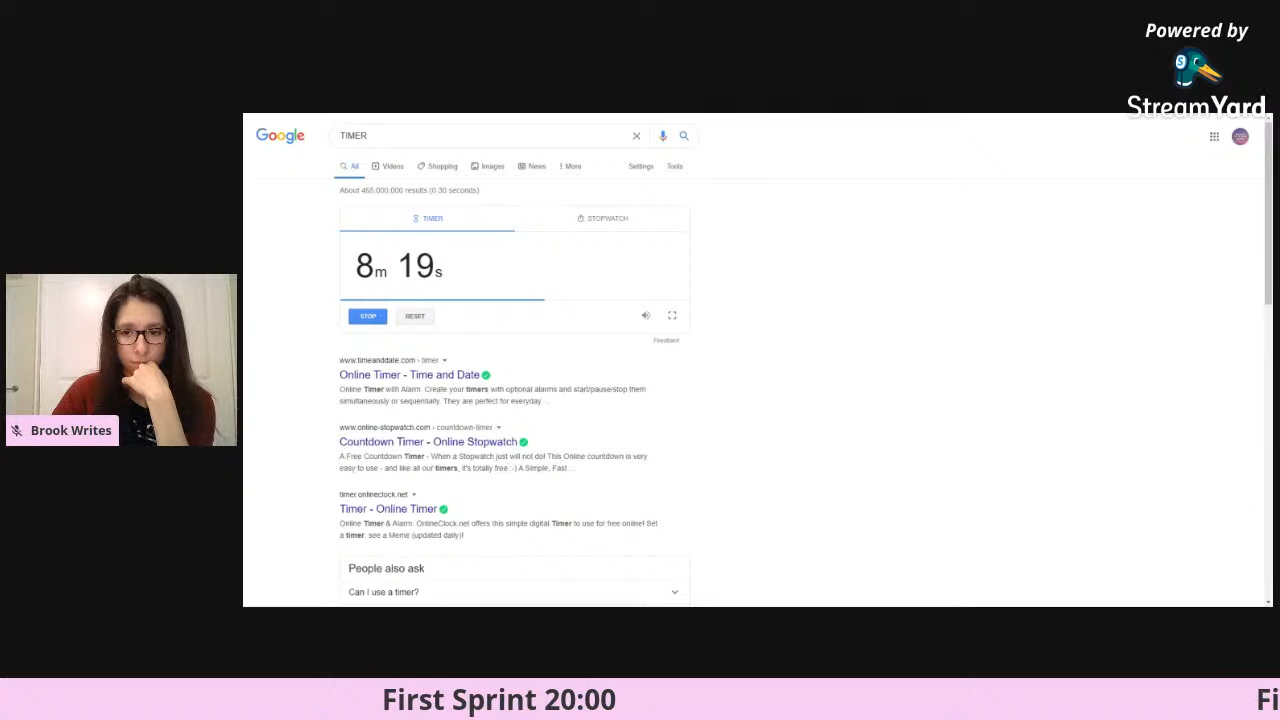 Powered by
StreamYard
Google
TIMER
All Videos Shopping Images News More Settings Tools
About 465,000,000 results (0.30 seconds)
TIMER STOPWATCH
8m 19s
STOP RESET
Feedback
www.timeanddate.com › timer
Online Timer - Time and Date
Online Timer with Alarm. Create your timers with optional alarms and start/pause/stop them
simultaneously or sequentially. They are perfect for everyday ...
www.online-stopwatch.com › countdown-timer
Countdown Timer - Online Stopwatch
A Free Countdown Timer - When a Stopwatch just will not do! This Online countdown is very
easy to use - and like all our timers, it's totally free :-) A Simple, Fast ...
timer.onlineclock.net
Timer - Online Timer
Online Timer & Alarm: OnlineClock.net offers this simple digital Timer to use for free online! Set
a timer, see a Meme (updated daily)!
People also ask
Can I use a timer?
Brook Writes
First Sprint 20:00
Fi